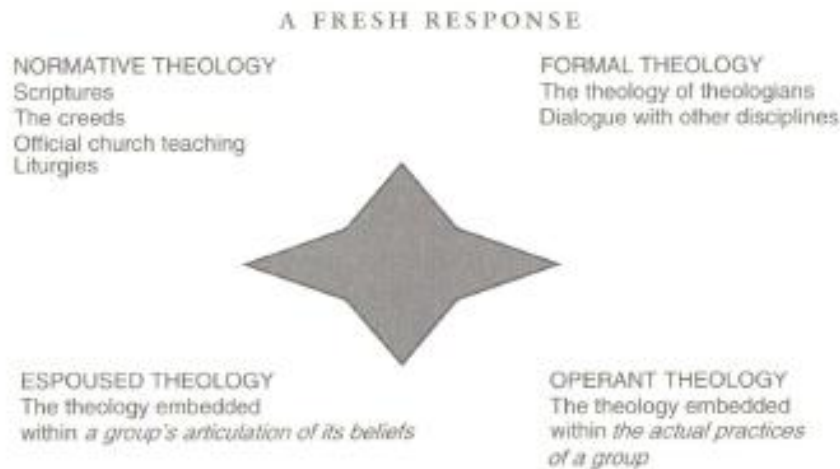 A FRESH RESPONSE
NORMATIVE THEOLOGY
Scriptures
The creeds
Official church teaching
Liturgies
FORMAL THEOLOGY
The theology of theologians
Dialogue with other disciplines
ESPOUSED THEOLOGY
The theology embedded
within a group's articulation of its beliefs
OPERANT THEOLOGY
The theology embedded
within the actual practices
of a group